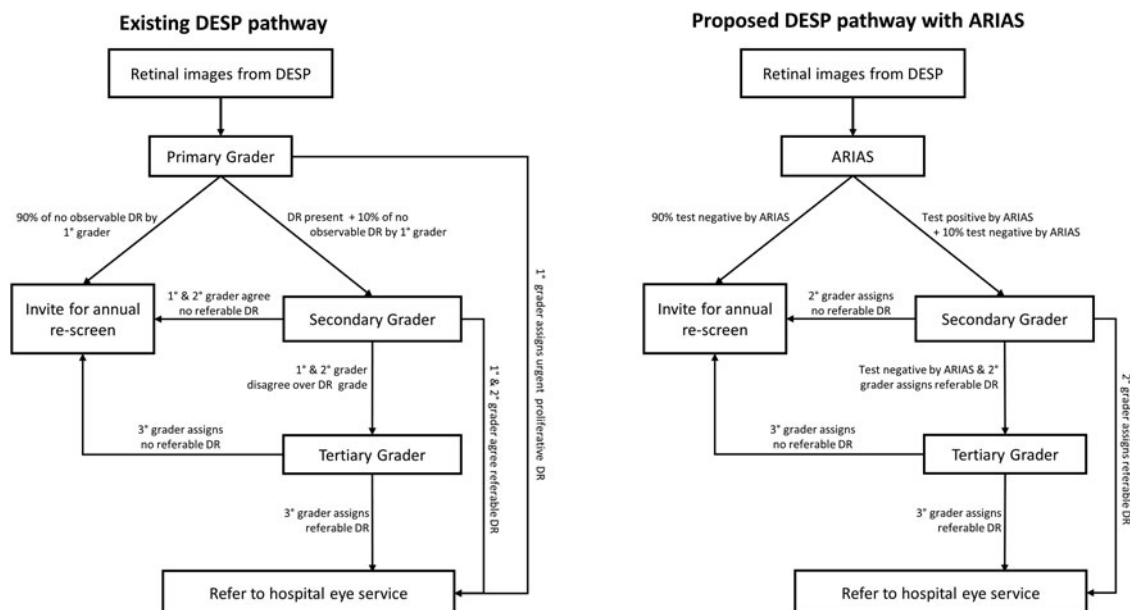 Existing DESP pathway
Retinal images from DESP
Primary Grader
90% of no observable DR by
1° grader
DR present + 10% of no
observable DR by 1° grader
Invite for annual
re-screen
1° & 2° grader agree
no referable DR
Secondary Grader
1° & 2° grader
disagree over DR grade
3° grader assigns
no referable DR
Tertiary Grader
3° grader assigns
referable DR
1° & 2° grader agree referable DR
1° grader assigns urgent proliferative DR
Refer to hospital eye service
Proposed DESP pathway with ARIAS
Retinal images from DESP
ARIAS
90% test negative by ARIAS
Test positive by ARIAS
+ 10% test negative by ARIAS
Invite for annual
re-screen
2° grader assigns
no referable DR
Secondary Grader
Test negative by ARIAS & 2°
grader assigns referable DR
3° grader assigns
no referable DR
Tertiary Grader
3° grader assigns
referable DR
2° grader assigns referable DR
Refer to hospital eye service